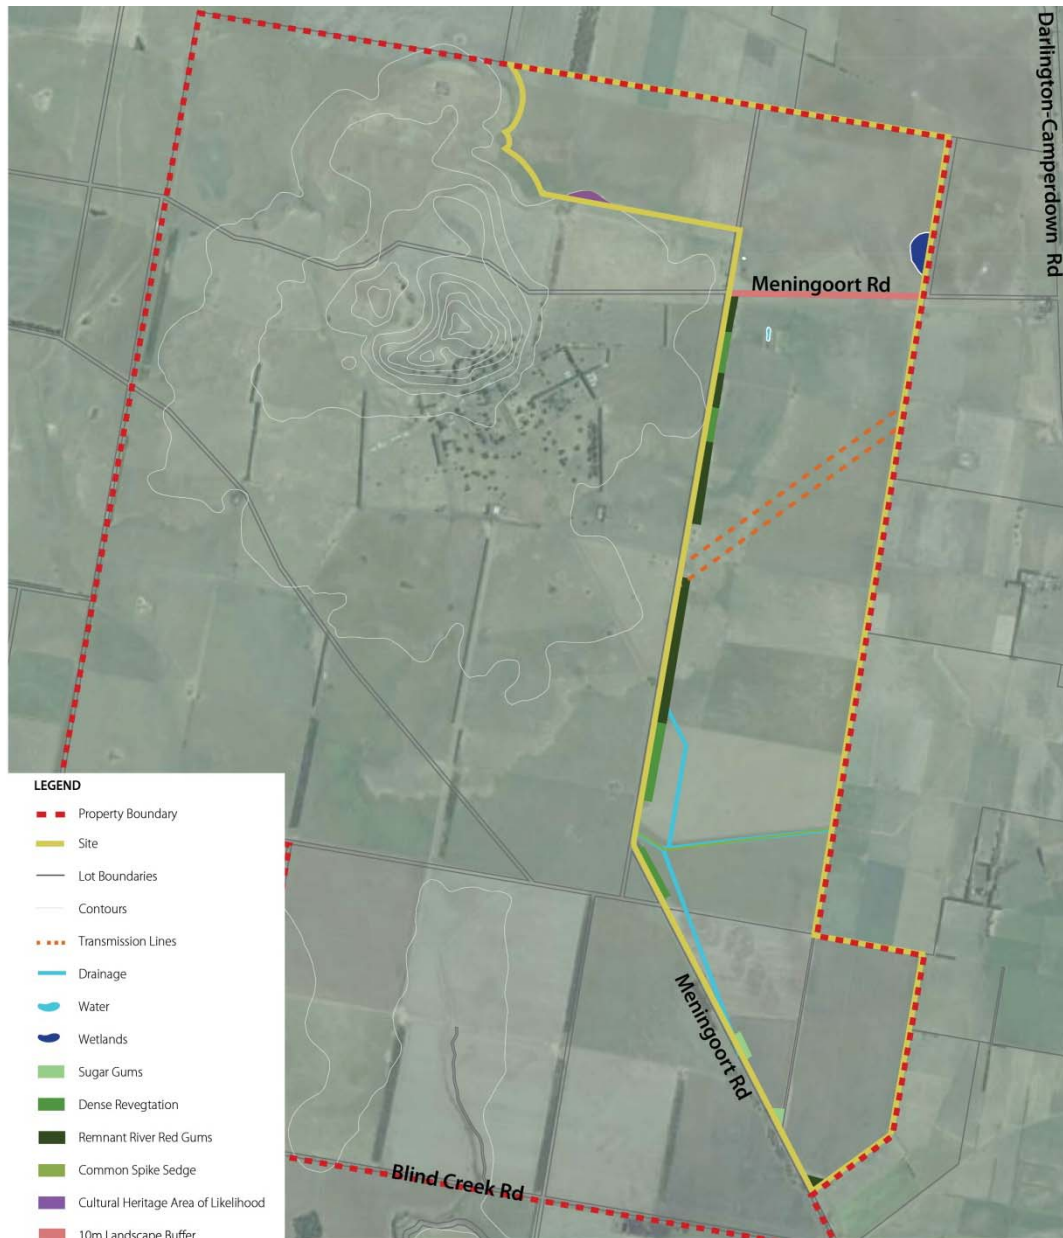 Darlington-Camperdown Rd
Meningoort Rd
Meningoort Rd
Blind Creek Rd
LEGEND
Property Boundary
Site
Lot Boundaries
Contours
Transmission Lines
Drainage
Water
Wetlands
Sugar Gums
Dense Revegtation
Remnant River Red Gums
Common Spike Sedge
Cultural Heritage Area of Likelihood
10m Landscape Buffer